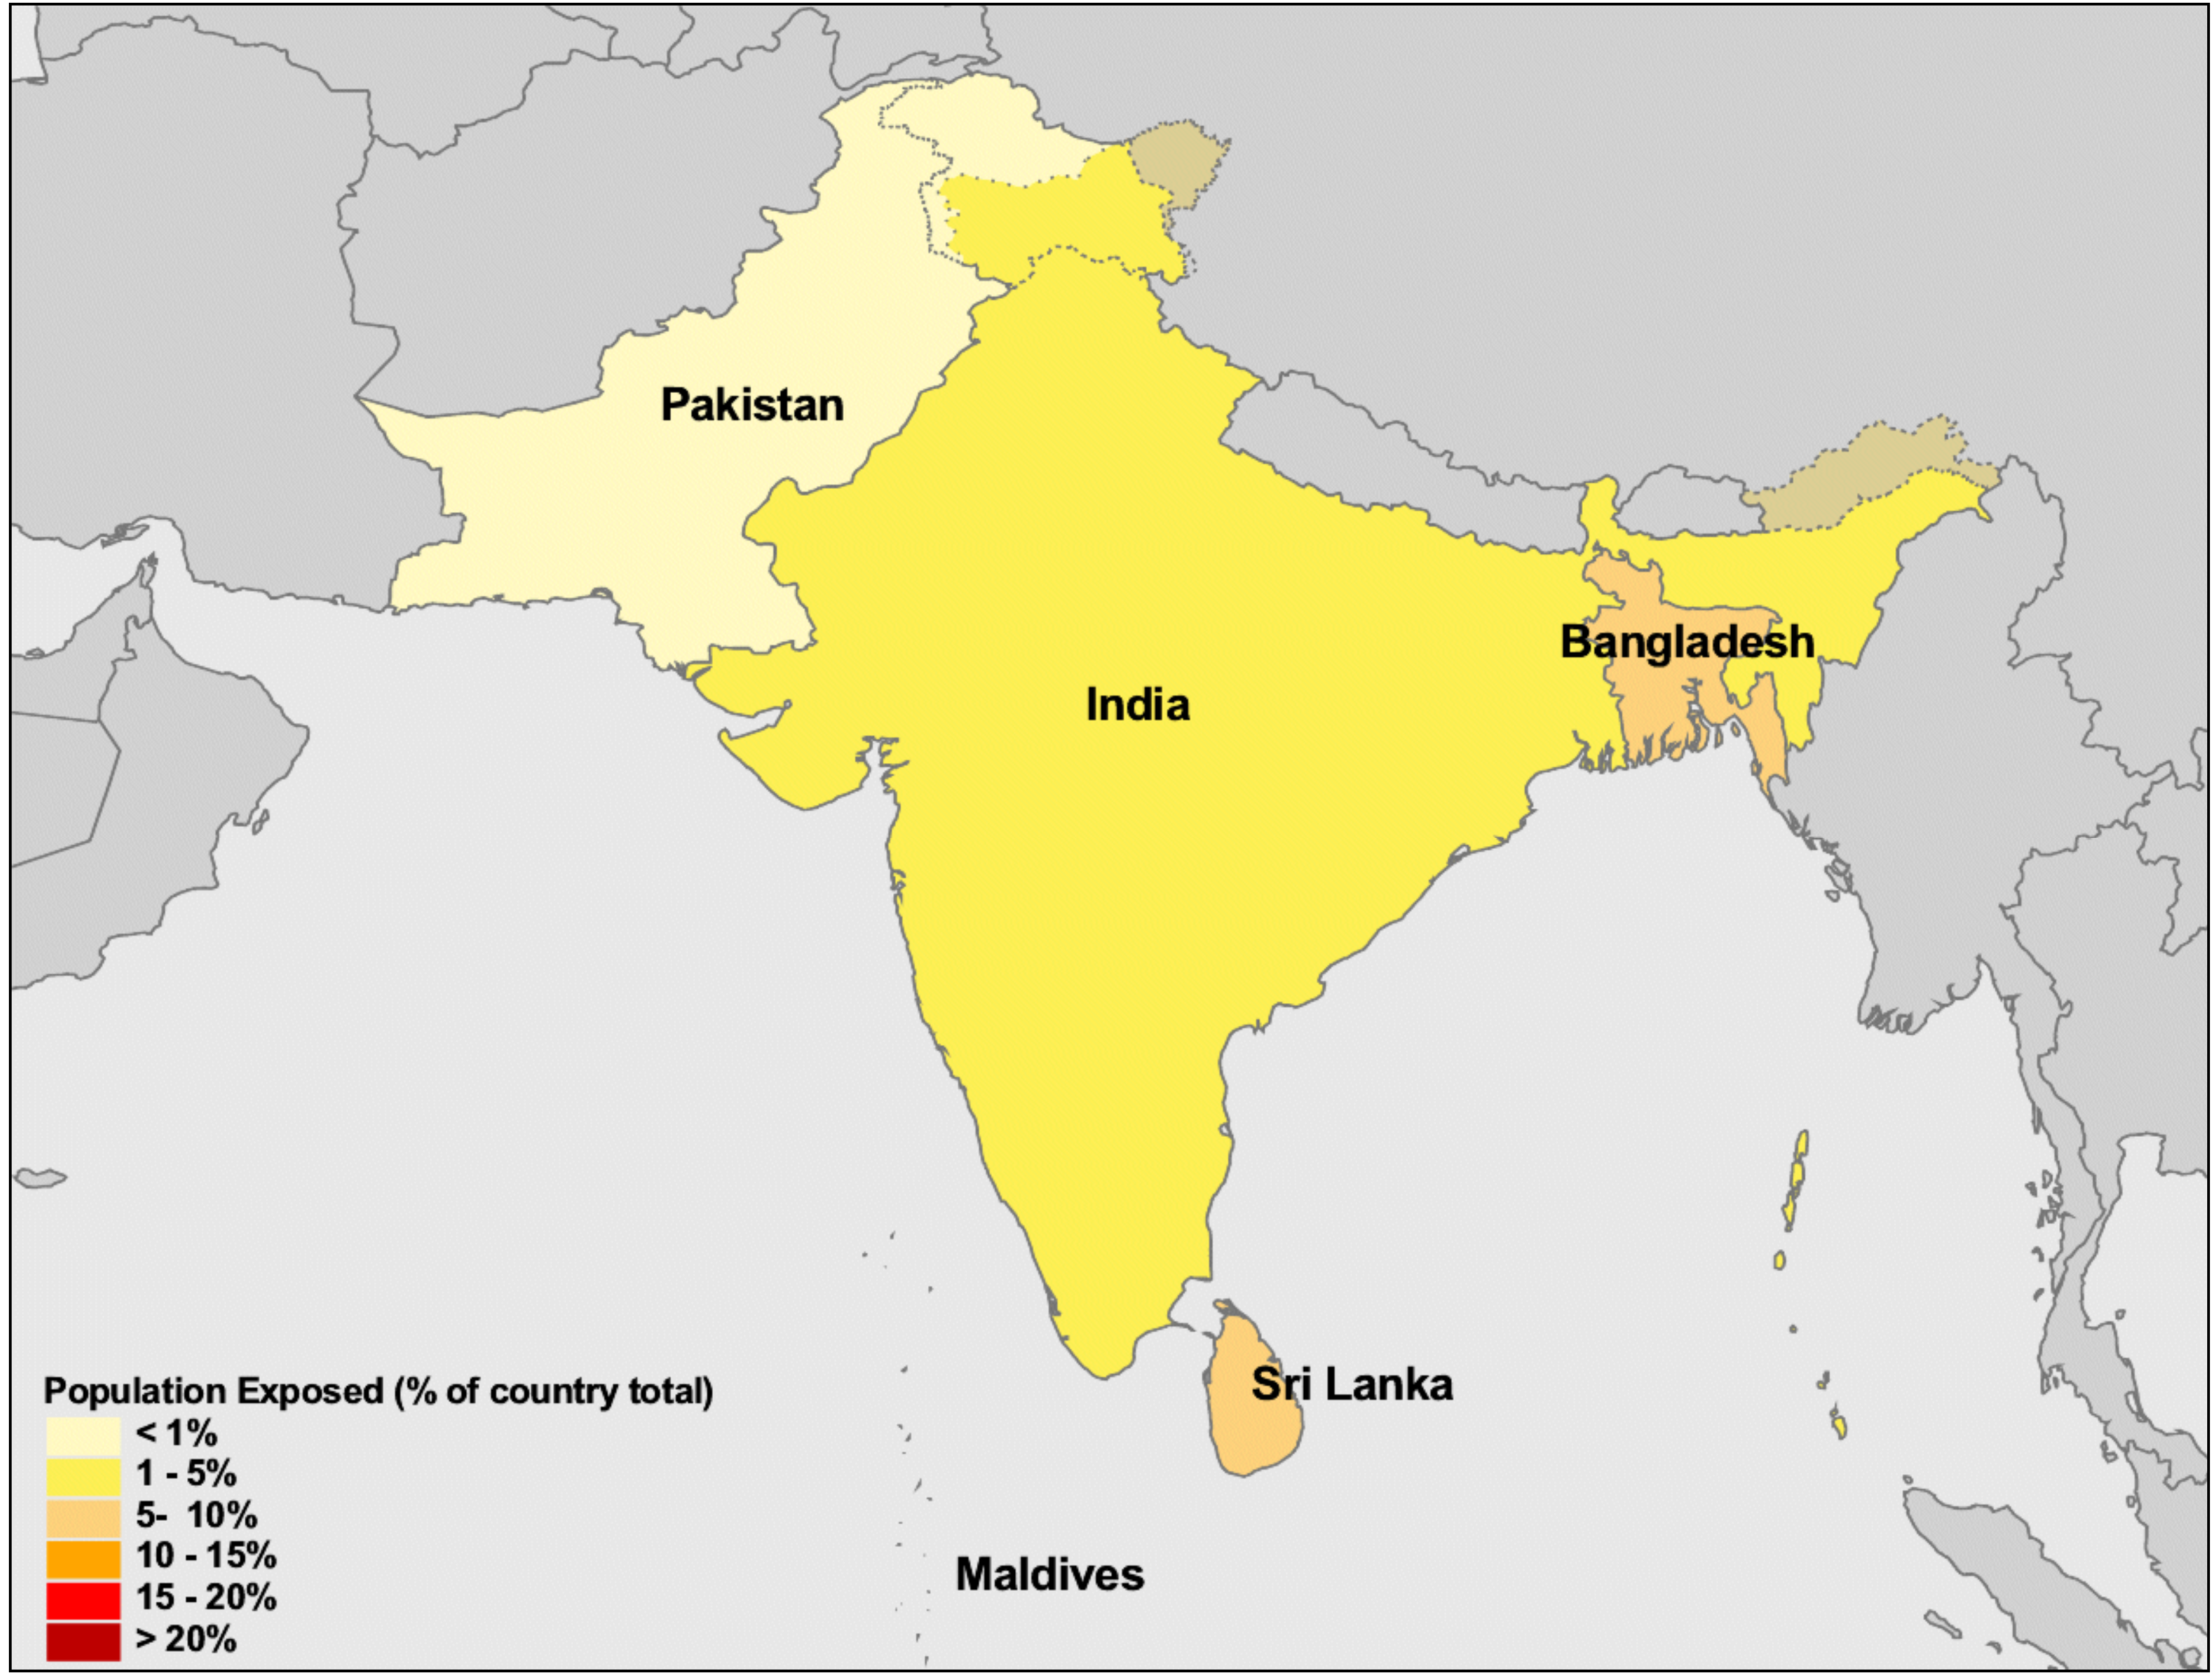 Pakistan
Bangladesh
India
Sri Lanka
Maldives
Population Exposed (% of country total)
< 1%
1 - 5%
5-  10%
10 - 15%
15 - 20%
> 20%